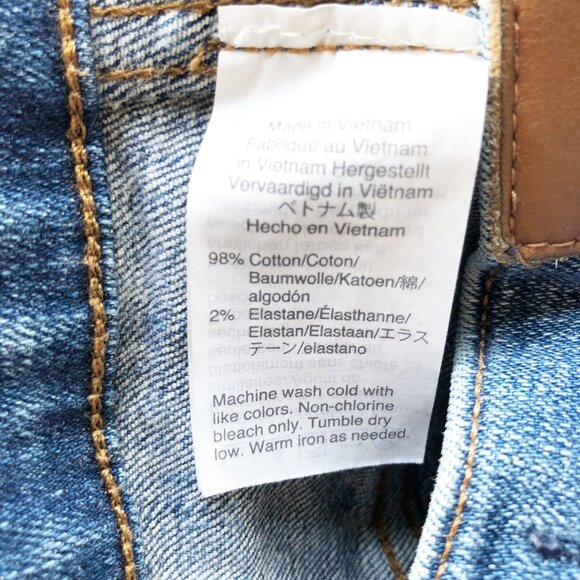 Made in Vietnam
Fabriqué au Vietnam
in Vietnam Hergestellt
Vervaardigd in Viëtnam
ベトナム製
Hecho en Vietnam
98% Cotton/Coton/
Baumwolle/Katoen/綿/
algodón
2% Elastane/Élasthanne/
Elastan/Elastaan/エラス
テーン/elastano
Machine wash cold with
like colors. Non-chlorine
bleach only. Tumble dry
low. Warm iron as needed.